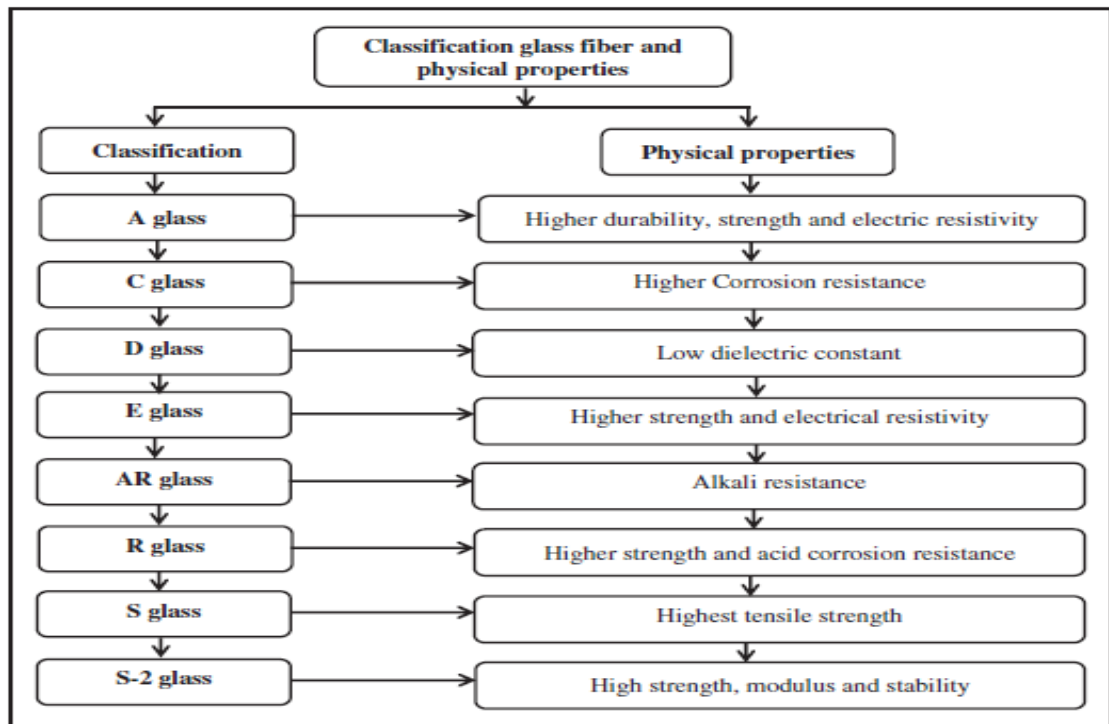 Classification glass fiber and
physical properties
Classification
Physical properties
A glass
Higher durability, strength and electric resistivity
C glass
Higher Corrosion resistance
D glass
Low dielectric constant
E glass
Higher strength and electrical resistivity
AR glass
Alkali resistance
R glass
Higher strength and acid corrosion resistance
S glass
Highest tensile strength
S-2 glass
High strength, modulus and stability